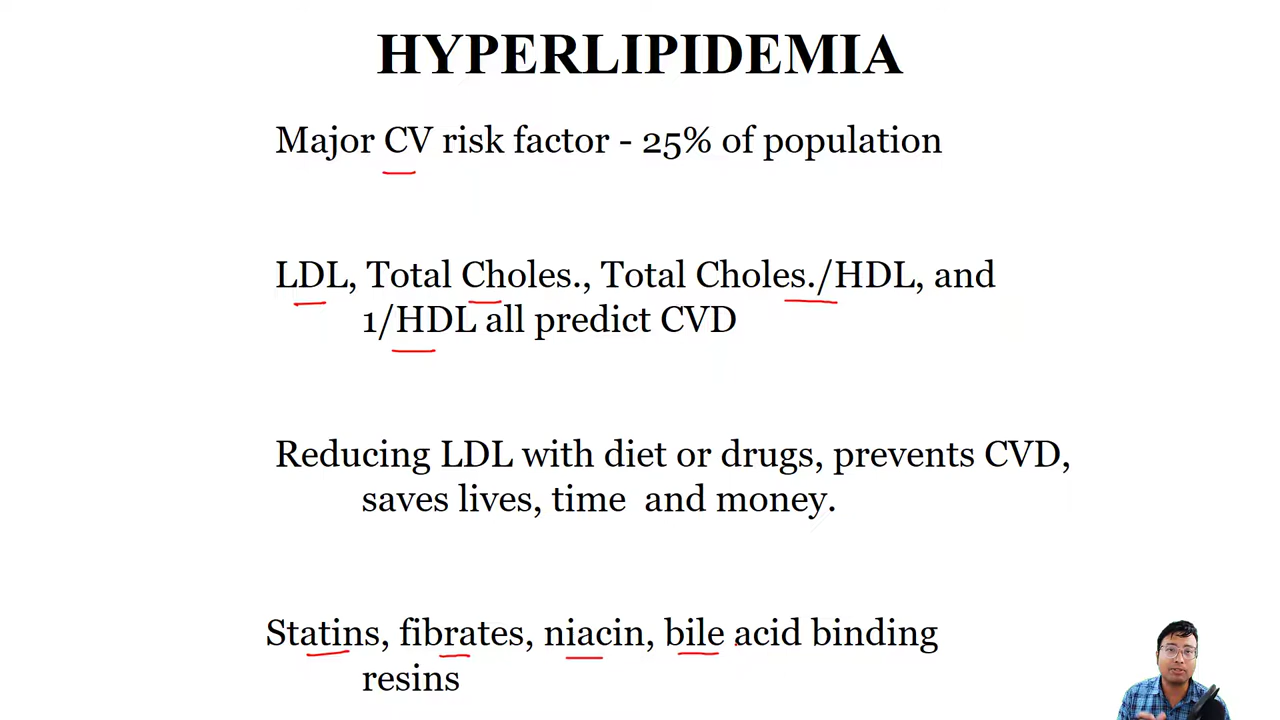 HYPERLIPIDEMIA
Major CV risk factor - 25% of population
LDL, Total Choles., Total Choles./HDL, and
1/HDL all predict CVD
Reducing LDL with diet or drugs, prevents CVD,
saves lives, time and money.
Statins, fibrates, niacin, bile acid binding
resins